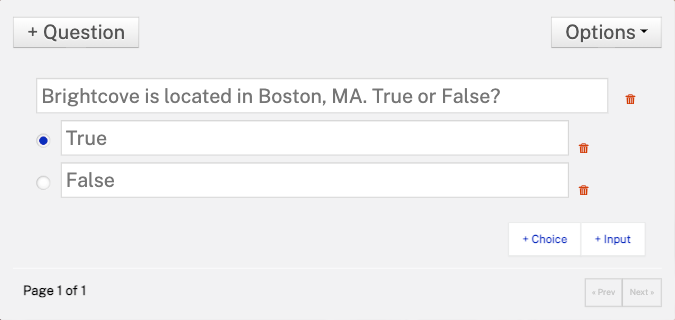 + Question
Options
Brightcove is located in Boston, MA. True or False?
True
False
+ Choice + Input
Page 1 of 1
« Prev Next »